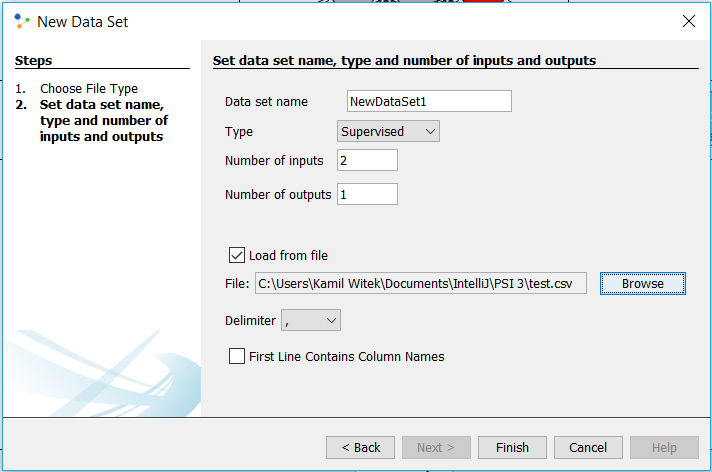 New Data Set
Steps
1. Choose File Type
2. Set data set name,
type and number of
inputs and outputs
Set data set name, type and number of inputs and outputs
Data set name NewDataSet1
Type Supervised
Number of inputs 2
Number of outputs 1
Load from file
File: C:\Users\Kamil Witek\Documents\IntelliJ\PSI 3\test.csv Browse
Delimiter ,
First Line Contains Column Names
< Back Next > Finish Cancel Help